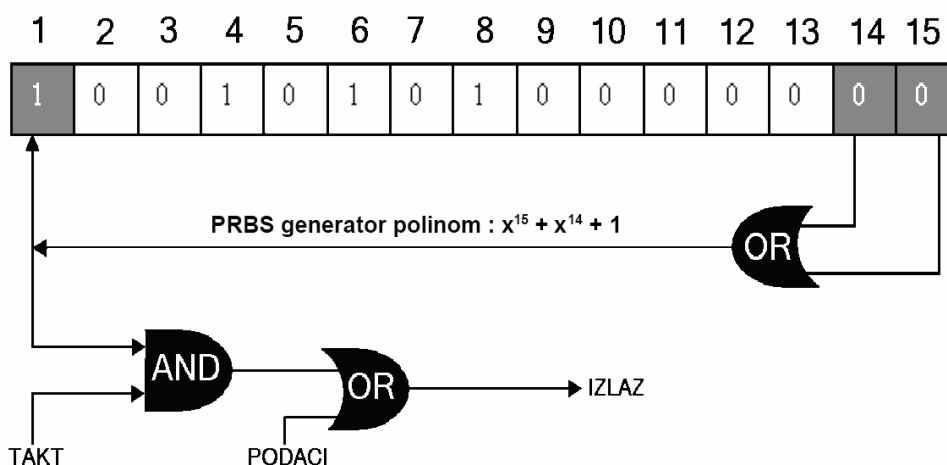 1 2 3 4 5 6 7 8 9 10 11 12 13 14 15
1 0 0 1 0 1 0 1 0 0 0 0 0 0 0
PRBS generator polinom : x¹⁵ + x¹⁴ + 1
OR
AND
OR
IZLAZ
TAKT
PODACI